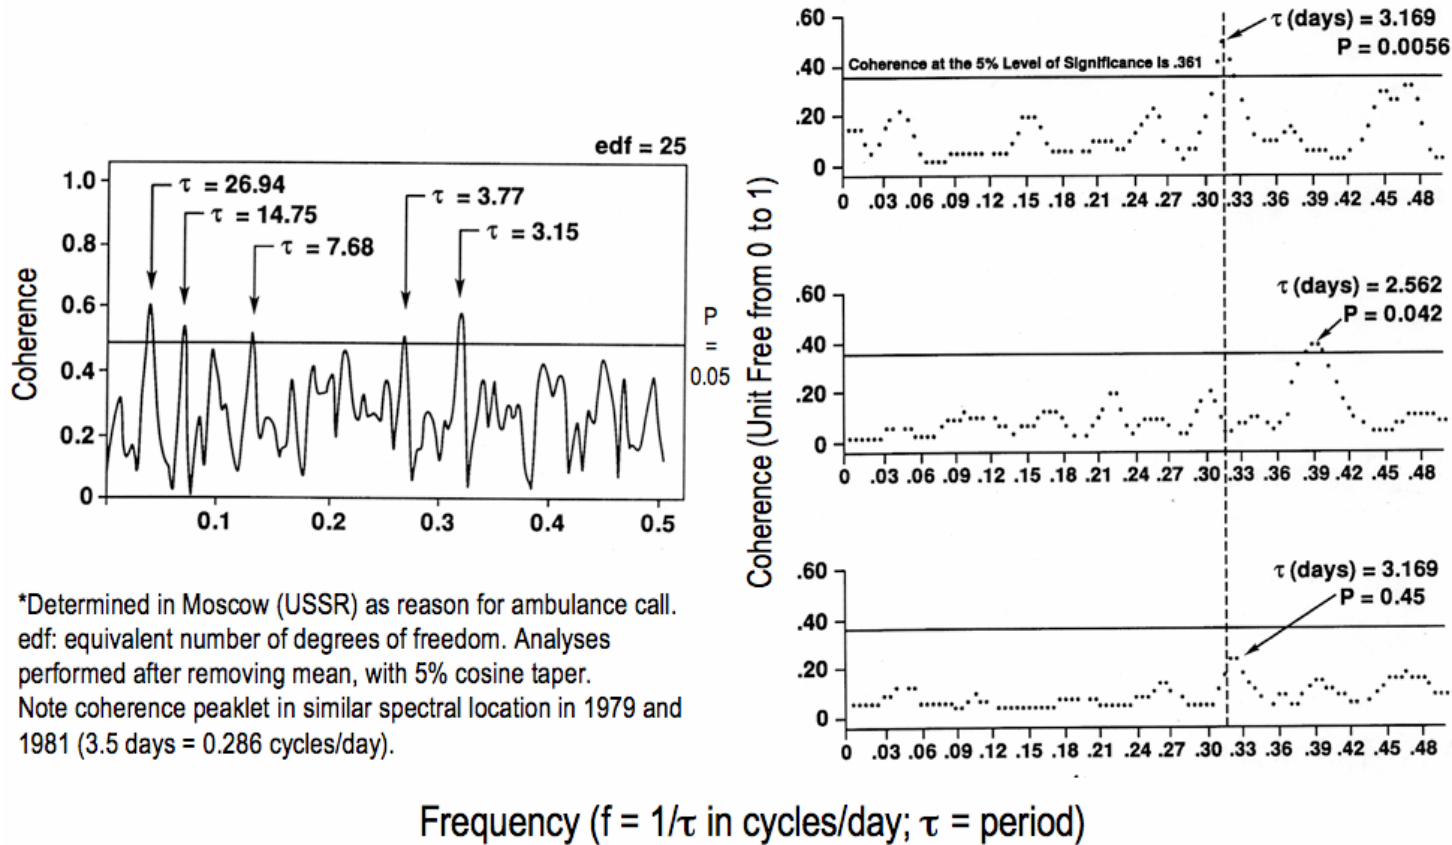 edf = 25
Coherence
1.0
0.8
0.6
0.4
0.2
0
τ = 26.94
τ = 14.75
τ = 7.68
τ = 3.77
τ = 3.15
P
=
0.05
0.1
0.2
0.3
0.4
0.5
*Determined in Moscow (USSR) as reason for ambulance call.
edf: equivalent number of degrees of freedom. Analyses
performed after removing mean, with 5% cosine taper.
Note coherence peaklet in similar spectral location in 1979 and
1981 (3.5 days = 0.286 cycles/day).
Coherence (Unit Free from 0 to 1)
.60
.40
.20
0
τ (days) = 3.169
P = 0.0056
Coherence at the 5% Level of Significance is .361
0 .03 .06 .09 .12 .15 .18 .21 .24 .27 .30 .33 .36 .39 .42 .45 .48
.60
.40
.20
0
τ (days) = 2.562
P = 0.042
0 .03 .06 .09 .12 .15 .18 .21 .24 .27 .30 .33 .36 .39 .42 .45 .48
.60
.40
.20
0
τ (days) = 3.169
P = 0.45
0 .03 .06 .09 .12 .15 .18 .21 .24 .27 .30 .33 .36 .39 .42 .45 .48
Frequency (f = 1/τ in cycles/day; τ = period)